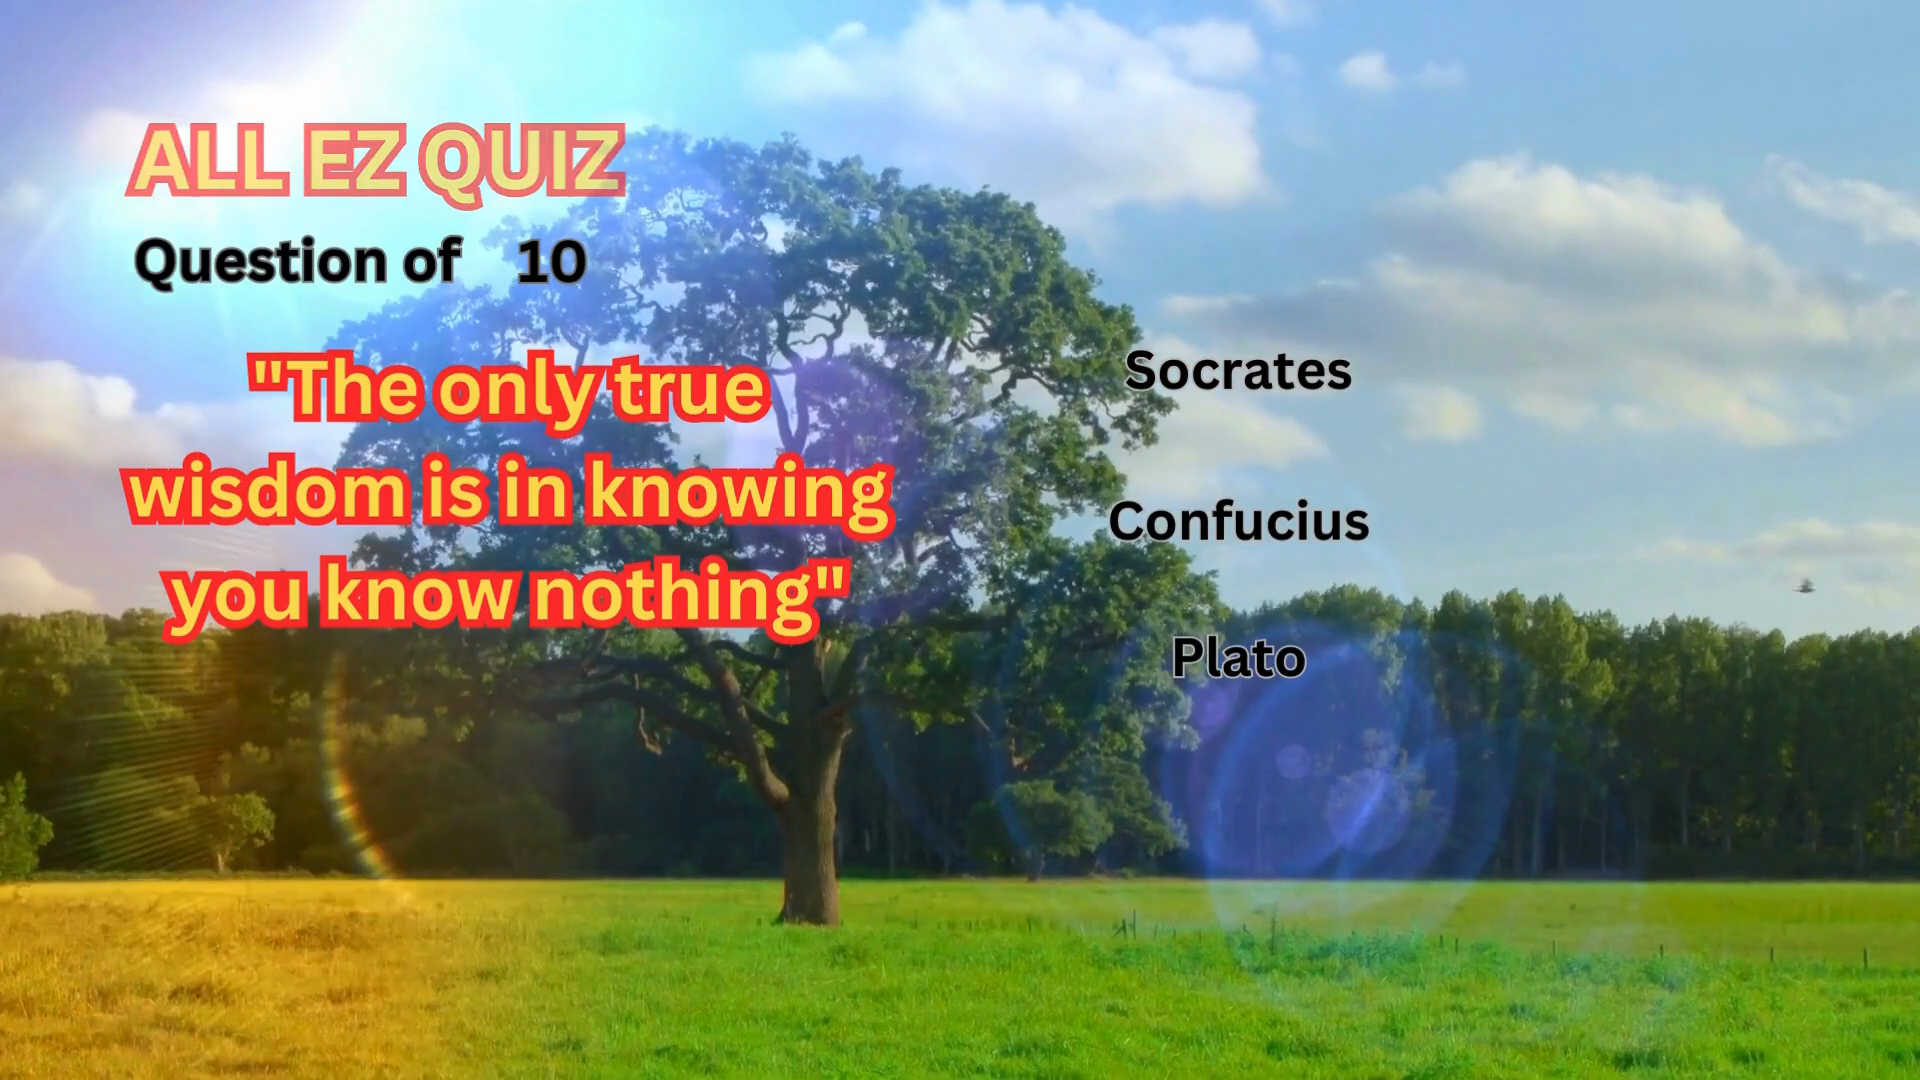 ALL EZ QUIZ
Question of 10
"The only true
wisdom is in knowing
you know nothing"
Socrates
Confucius
Plato